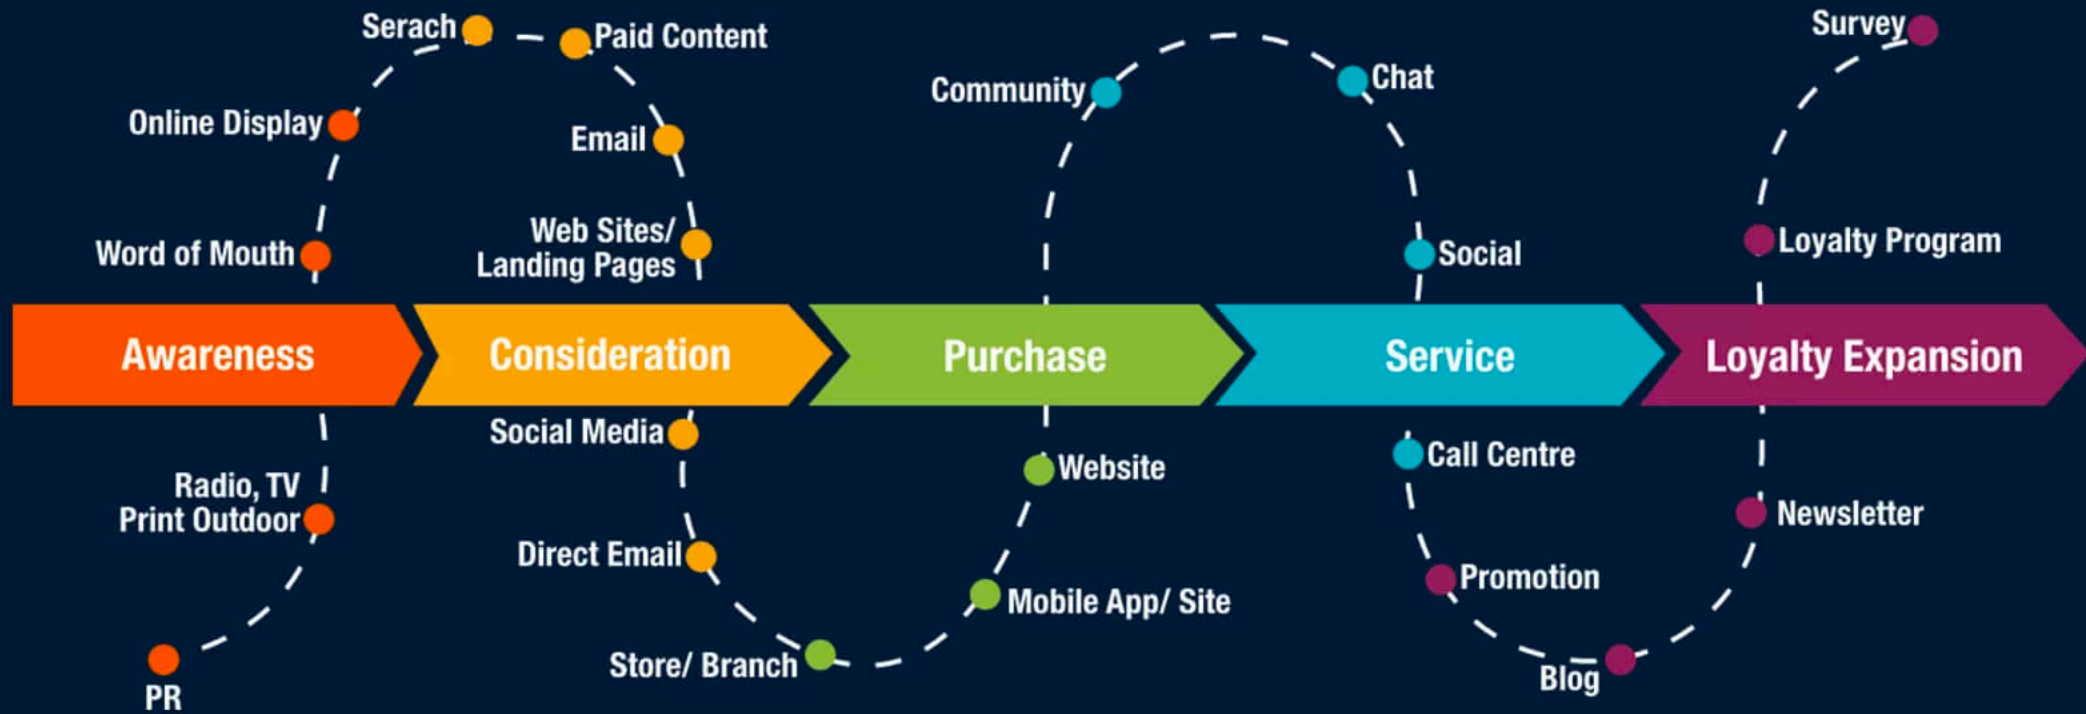 Serach
Paid Content
Survey
Online Display
Community
Chat
Email
Word of Mouth
Web Sites/
Landing Pages
Social
Loyalty Program
Awareness
Consideration
Purchase
Service
Loyalty Expansion
Social Media
Website
Call Centre
Radio, TV
Print Outdoor
Newsletter
Direct Email
Promotion
Mobile App/ Site
Store/ Branch
Blog
PR